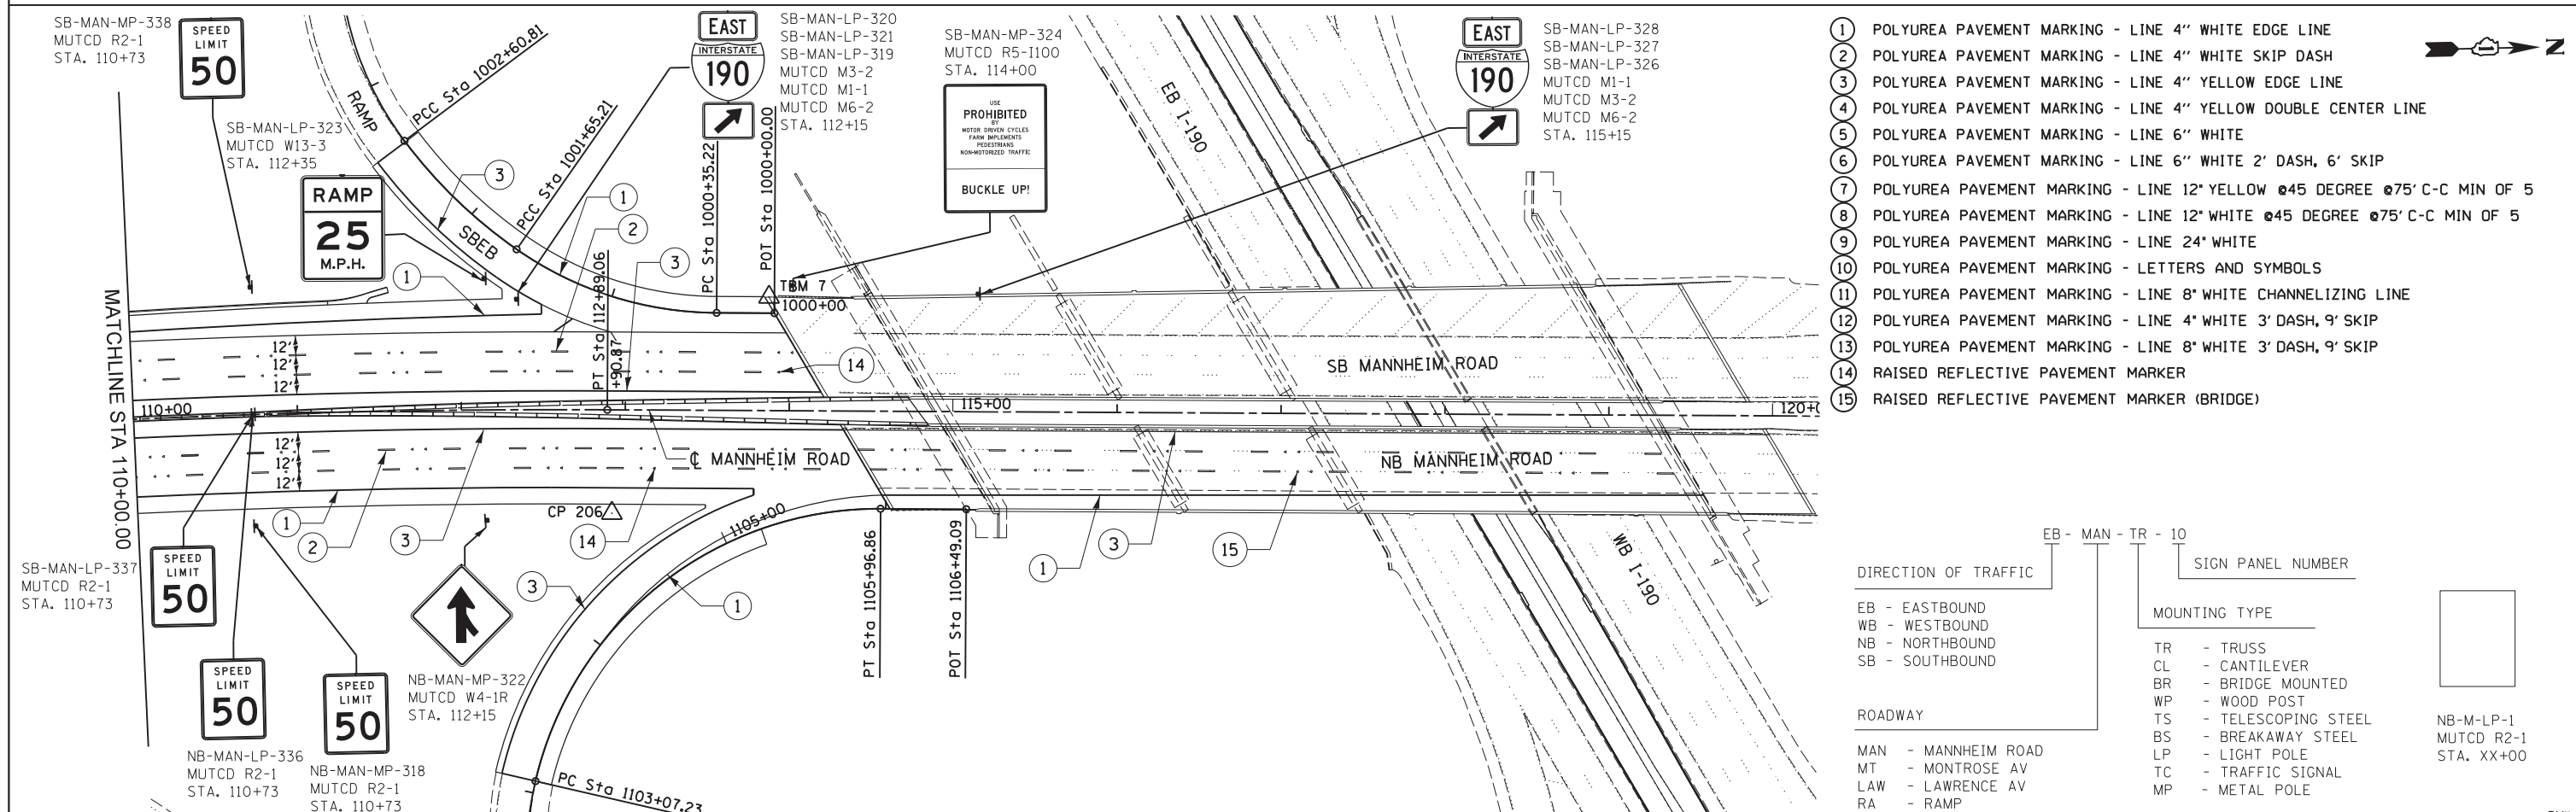 SB-MAN-MP-338
MUTCD R2-1
STA. 110+73
SPEED
LIMIT
50
SB-MAN-LP-323
MUTCD W13-3
STA. 112+35
RAMP
25
M.P.H.
RAMP
SBEB
PCC Sta 1002+60.81
PCC Sta 1001+65.21
PC Sta 1000+35.22
POT Sta 1000+00.00
EAST
INTERSTATE
190
SB-MAN-LP-320
SB-MAN-LP-321
SB-MAN-LP-319
MUTCD M3-2
MUTCD M1-1
MUTCD M6-2
STA. 112+15
SB-MAN-MP-324
MUTCD R5-I100
STA. 114+00
USE
PROHIBITED
BY
MOTOR DRIVEN CYCLES
FARM IMPLEMENTS
PEDESTRIANS
NON-MOTORIZED TRAFFIC
BUCKLE UP!
EB I-190
EAST
INTERSTATE
190
SB-MAN-LP-328
SB-MAN-LP-327
SB-MAN-LP-326
MUTCD M1-1
MUTCD M3-2
MUTCD M6-2
STA. 115+15
3
1
2
1
3
TBM 7
1000+00
PT Sta 112+89.06
+90.87
14
MATCHLINE STA 110+00.00
12'
12'
12'
110+00
115+00
120+0
SB MANNHEIM ROAD
12'
12'
12'
℄ MANNHEIM ROAD
NB MANNHEIM ROAD
CP 206
1105+00
1
2
3
14
3
1
1
3
15
PT Sta 1105+96.86
POT Sta 1106+49.09
PC Sta 1103+07.23
WB I-190
SB-MAN-LP-337
MUTCD R2-1
STA. 110+73
SPEED
LIMIT
50
SPEED
LIMIT
50
NB-MAN-LP-336
MUTCD R2-1
STA. 110+73
SPEED
LIMIT
50
NB-MAN-MP-318
MUTCD R2-1
STA. 110+73
NB-MAN-MP-322
MUTCD W4-1R
STA. 112+15
1 POLYUREA PAVEMENT MARKING - LINE 4'' WHITE EDGE LINE
2 POLYUREA PAVEMENT MARKING - LINE 4'' WHITE SKIP DASH
3 POLYUREA PAVEMENT MARKING - LINE 4'' YELLOW EDGE LINE
4 POLYUREA PAVEMENT MARKING - LINE 4'' YELLOW DOUBLE CENTER LINE
5 POLYUREA PAVEMENT MARKING - LINE 6'' WHITE
6 POLYUREA PAVEMENT MARKING - LINE 6'' WHITE 2' DASH, 6' SKIP
7 POLYUREA PAVEMENT MARKING - LINE 12" YELLOW @45 DEGREE @75' C-C MIN OF 5
8 POLYUREA PAVEMENT MARKING - LINE 12" WHITE @45 DEGREE @75' C-C MIN OF 5
9 POLYUREA PAVEMENT MARKING - LINE 24" WHITE
10 POLYUREA PAVEMENT MARKING - LETTERS AND SYMBOLS
11 POLYUREA PAVEMENT MARKING - LINE 8" WHITE CHANNELIZING LINE
12 POLYUREA PAVEMENT MARKING - LINE 4" WHITE 3' DASH, 9' SKIP
13 POLYUREA PAVEMENT MARKING - LINE 8" WHITE 3' DASH, 9' SKIP
14 RAISED REFLECTIVE PAVEMENT MARKER
15 RAISED REFLECTIVE PAVEMENT MARKER (BRIDGE)
N
EB - MAN - TR - 10
DIRECTION OF TRAFFIC
SIGN PANEL NUMBER
EB - EASTBOUND
WB - WESTBOUND
NB - NORTHBOUND
SB - SOUTHBOUND
ROADWAY
MAN - MANNHEIM ROAD
MT - MONTROSE AV
LAW - LAWRENCE AV
RA - RAMP
MOUNTING TYPE
TR - TRUSS
CL - CANTILEVER
BR - BRIDGE MOUNTED
WP - WOOD POST
TS - TELESCOPING STEEL
BS - BREAKAWAY STEEL
LP - LIGHT POLE
TC - TRAFFIC SIGNAL
MP - METAL POLE
NB-M-LP-1
MUTCD R2-1
STA. XX+00